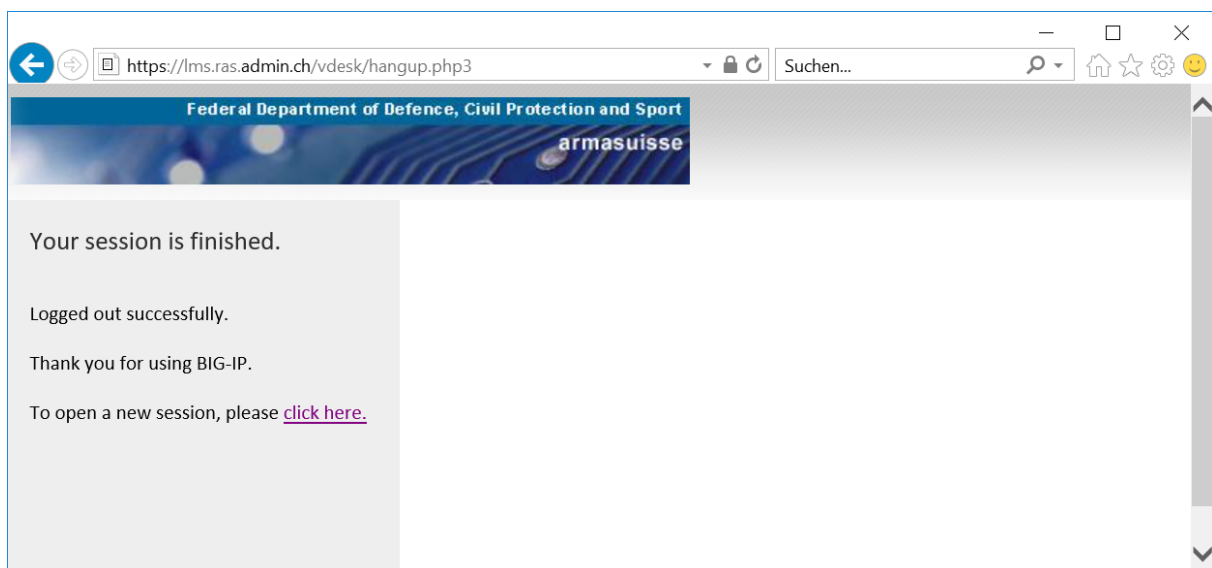 https://lms.ras.admin.ch/vdesk/hangup.php3
Suchen...
Federal Department of Defence, Civil Protection and Sport
armasuisse
Your session is finished.
Logged out successfully.
Thank you for using BIG-IP.
To open a new session, please click here.